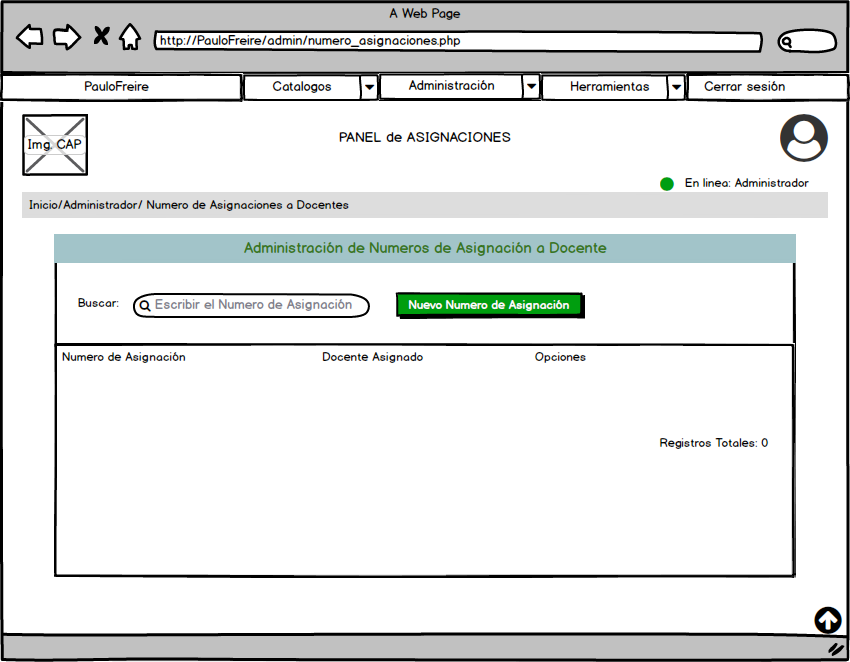 A Web Page
http://PauloFreire/admin/numero_asignaciones.php
PauloFreire Catalogos Administración Herramientas Cerrar sesión
Img. CAP
PANEL de ASIGNACIONES
En linea: Administrador
Inicio/Administrador/ Numero de Asignaciones a Docentes
Administración de Numeros de Asignación a Docente
Buscar: Escribir el Numero de Asignación Nuevo Numero de Asignación
Numero de Asignación Docente Asignado Opciones
Registros Totales: 0